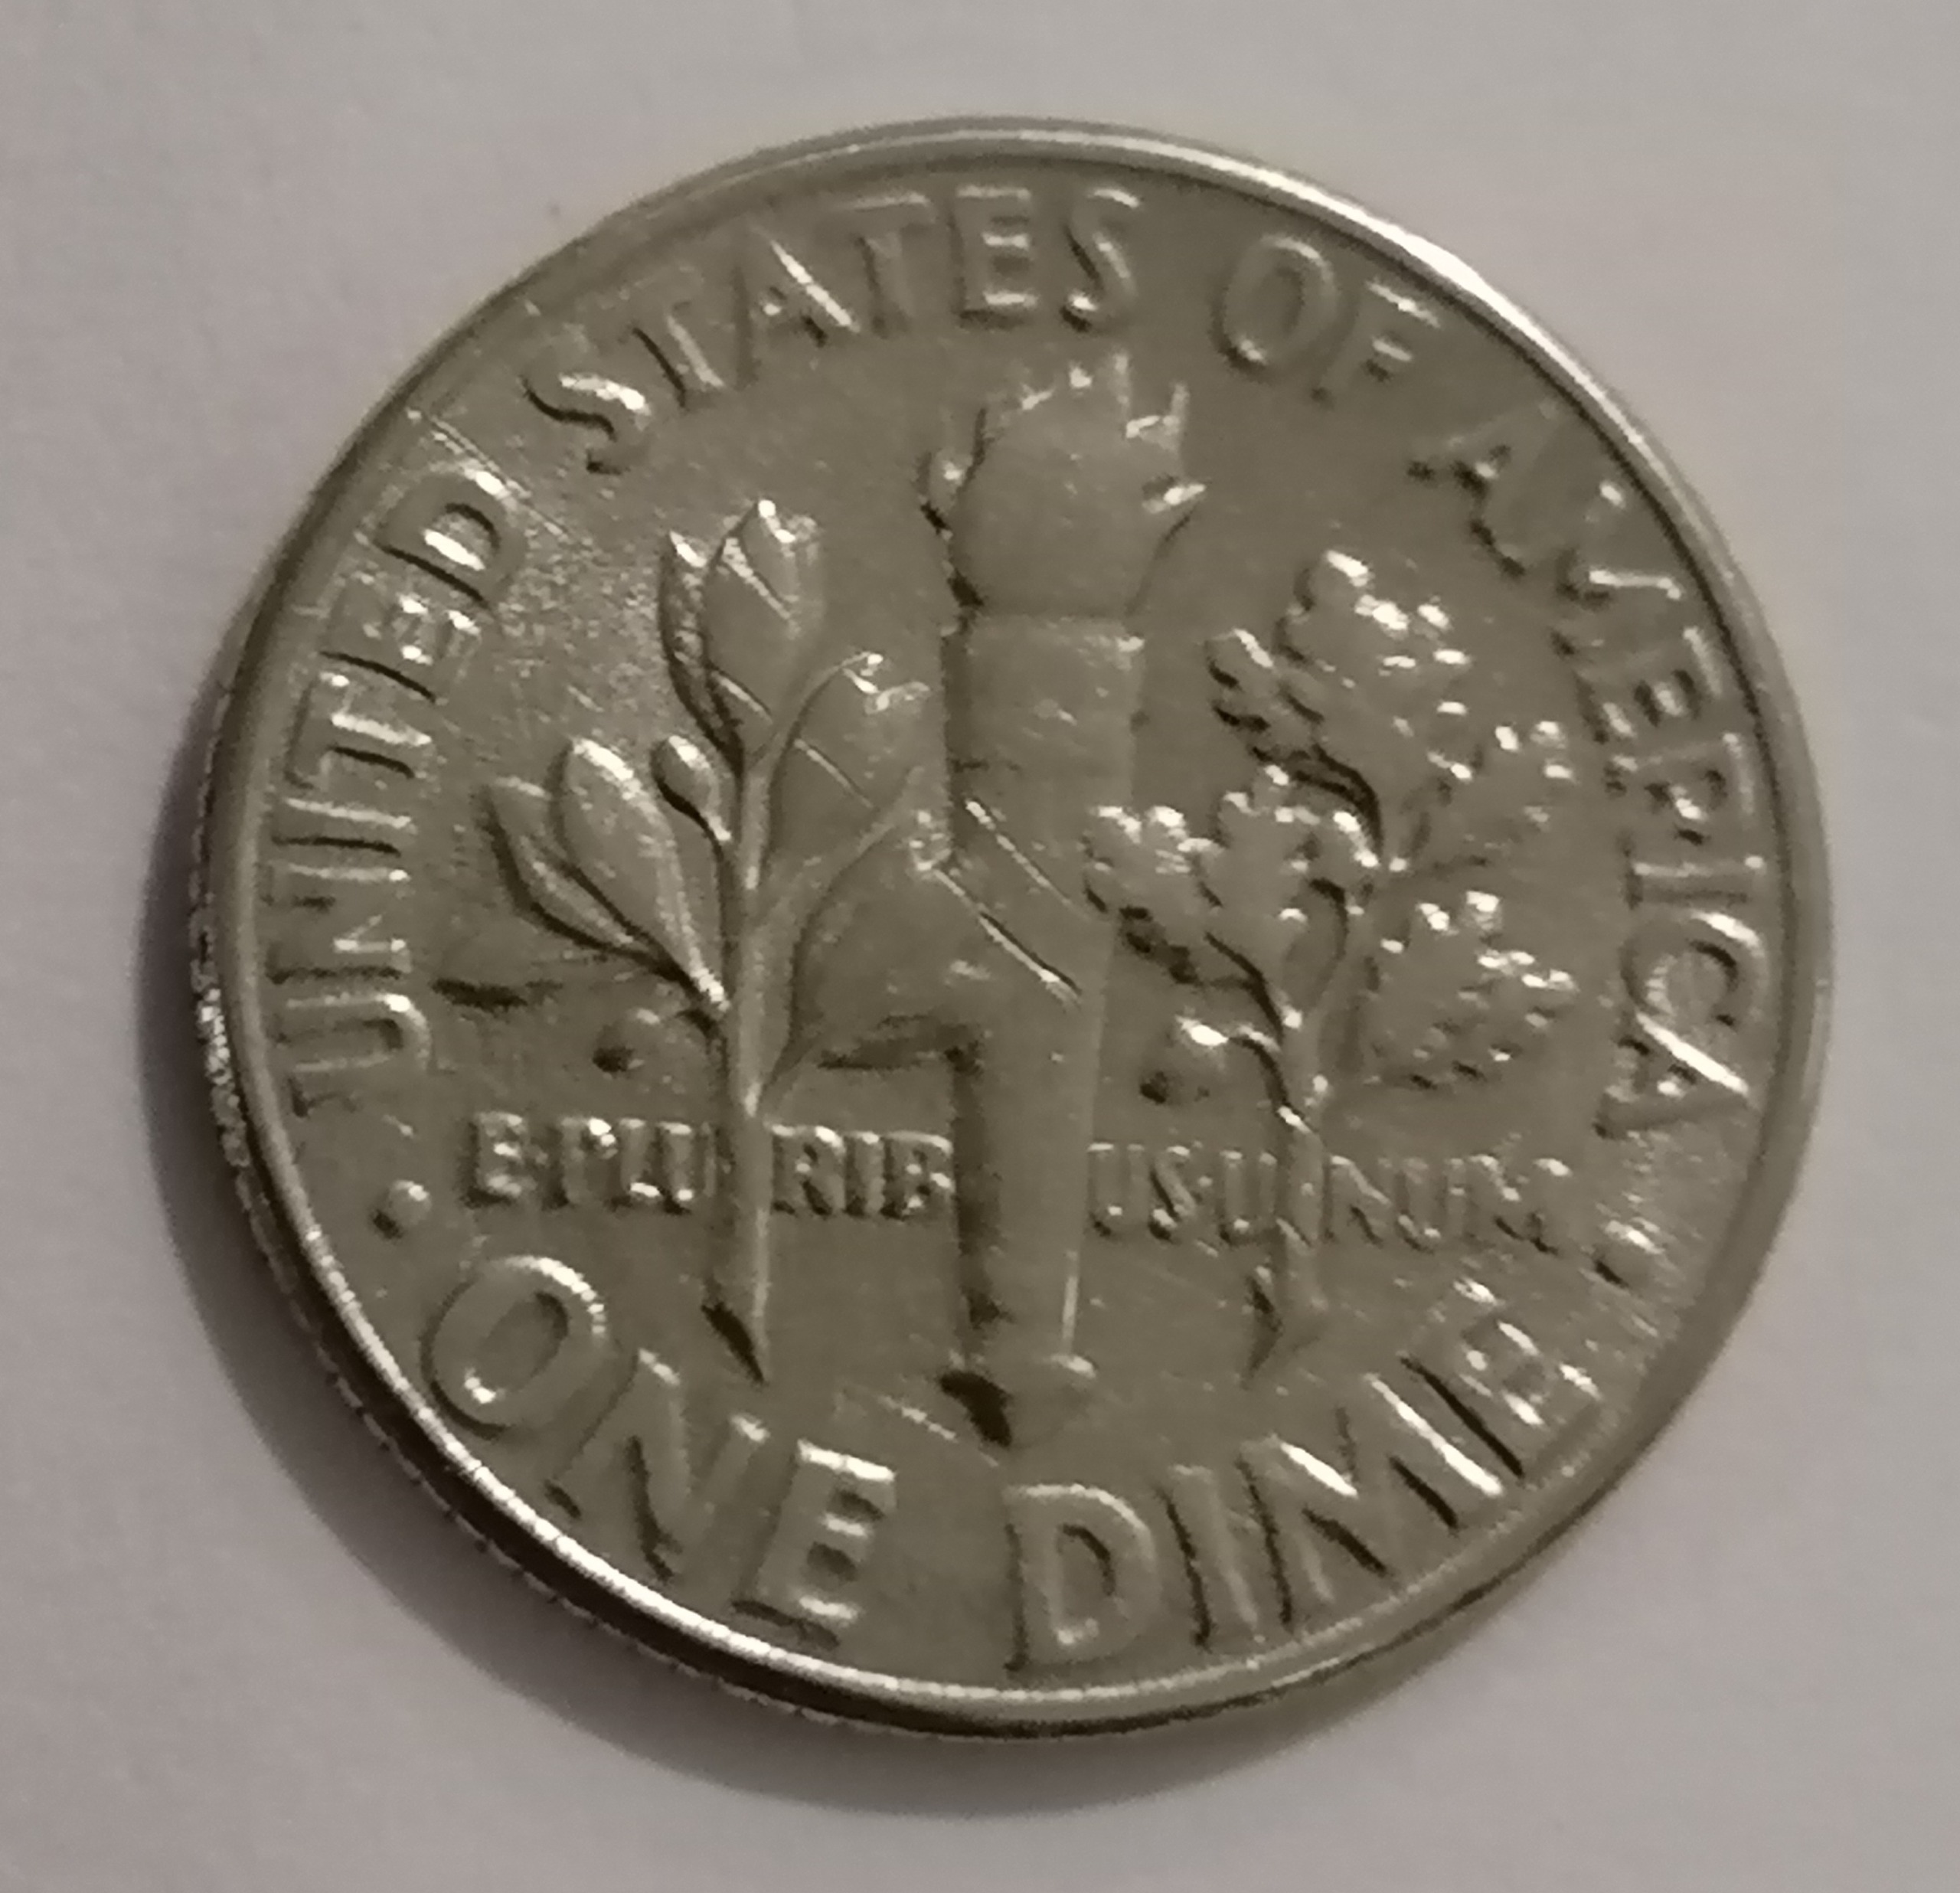 UNITED STATES OF AMERICA
E·PLURIBUS·UNUM
ONE DIME